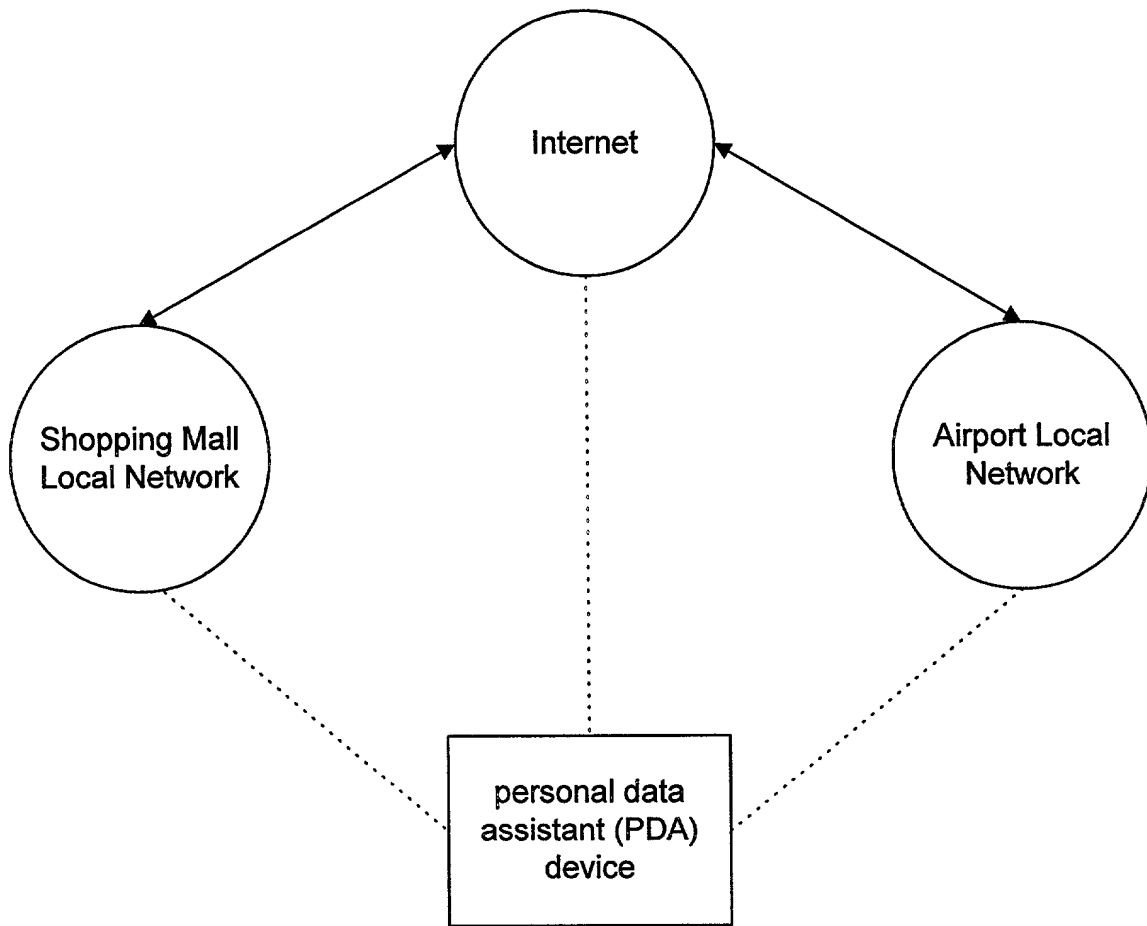 Internet
Shopping Mall
Local Network
Airport Local
Network
personal data
assistant (PDA)
device